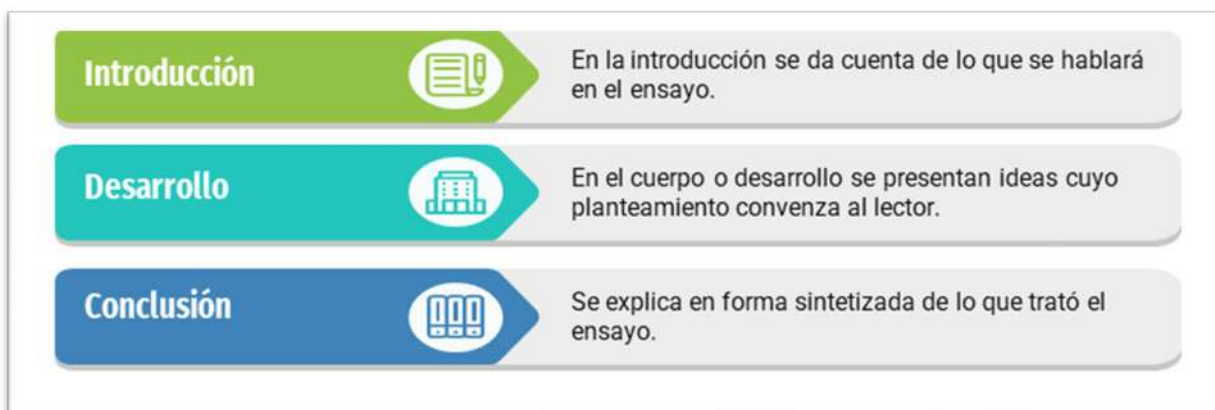 Introducción
En la introducción se da cuenta de lo que se hablará
en el ensayo.
Desarrollo
En el cuerpo o desarrollo se presentan ideas cuyo
planteamiento convenza al lector.
Conclusión
Se explica en forma sintetizada de lo que trató el
ensayo.